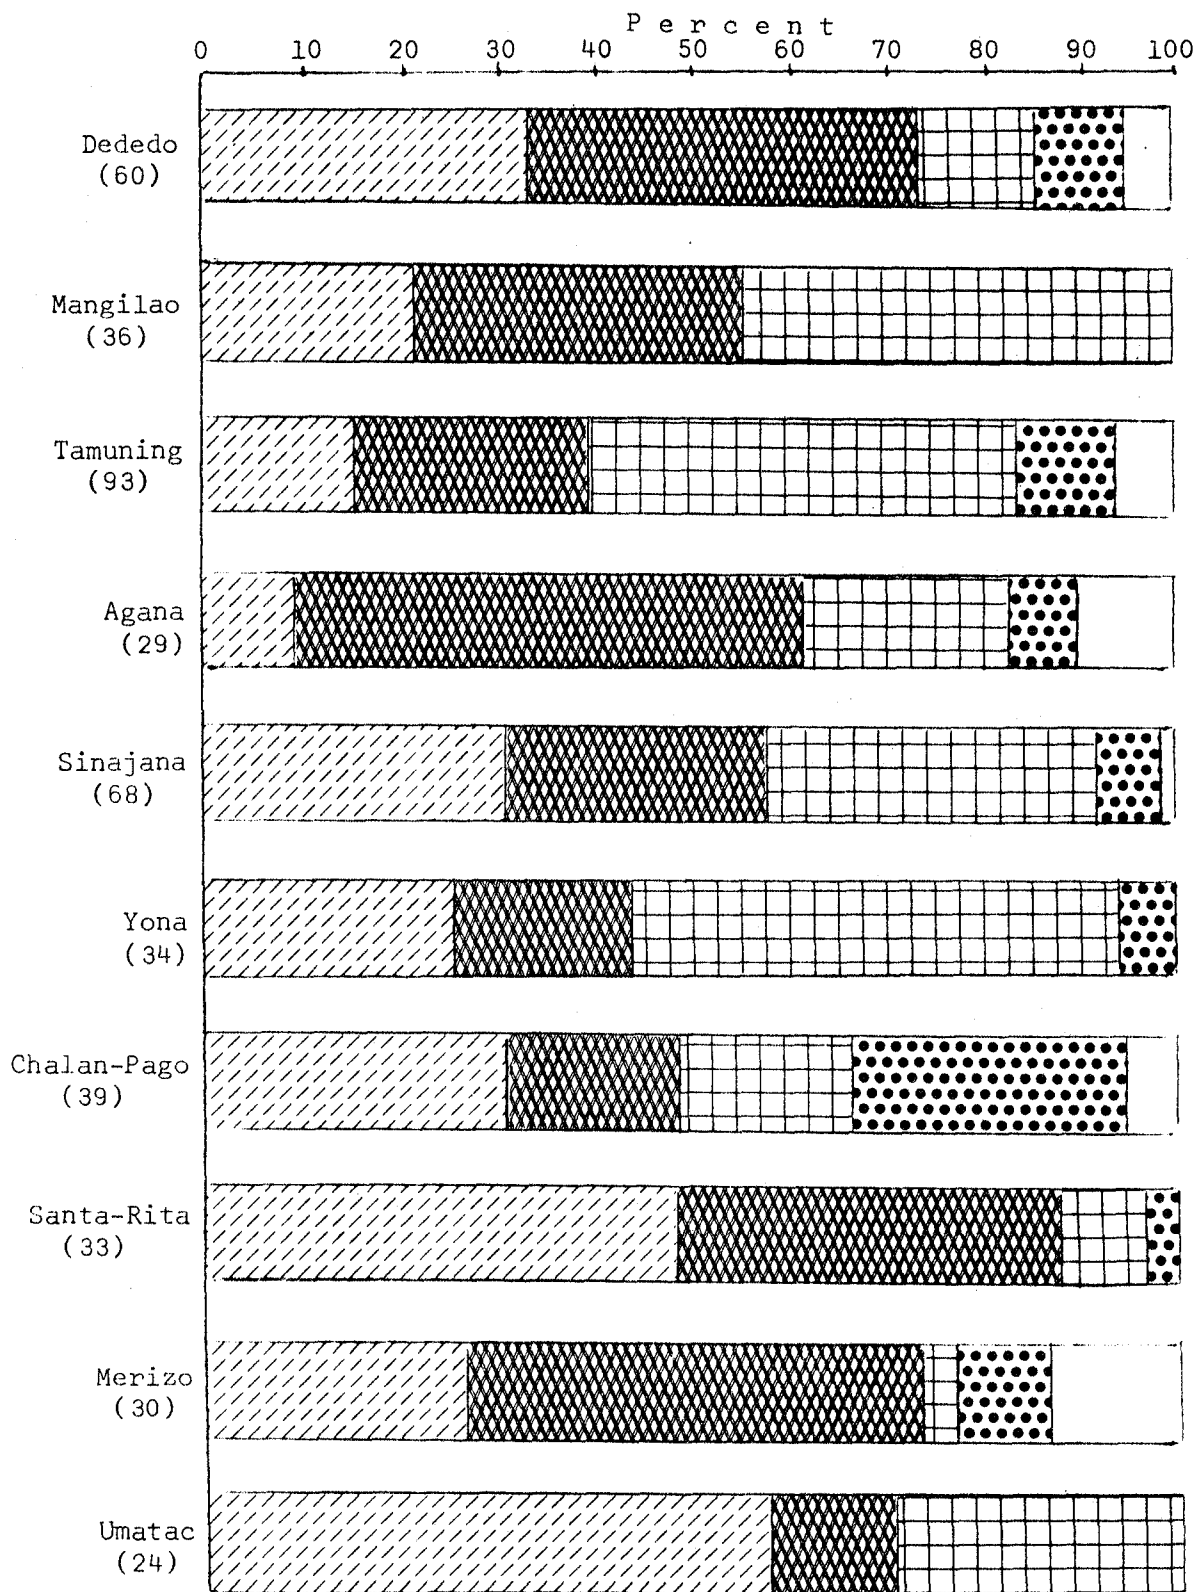 P e r c e n t
0 10 20 30 40 50 60 70 80 90 100
Dededo
(60)
Mangilao
(36)
Tamuning
(93)
Agana
(29)
Sinajana
(68)
Yona
(34)
Chalan-Pago
(39)
Santa-Rita
(33)
Merizo
(30)
Umatac
(24)